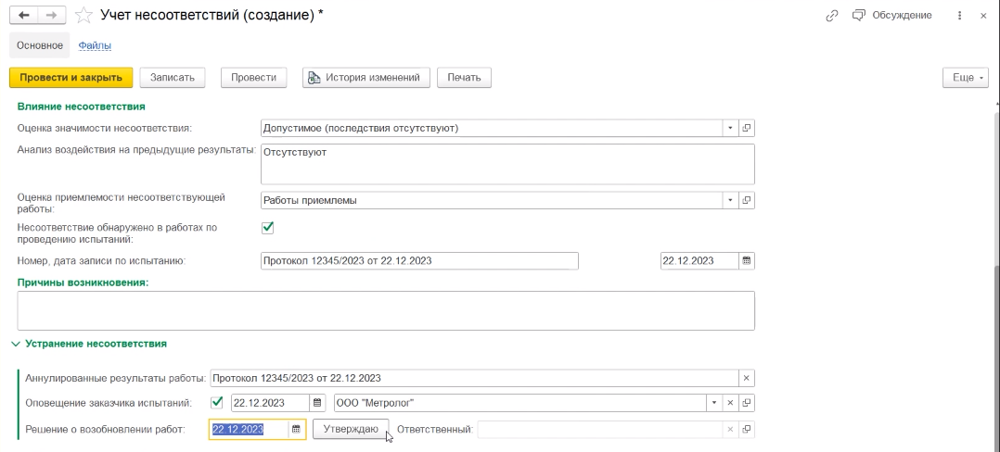 Учет несоответствий (создание) *
Обсуждение
Основное Файлы
Провести и закрыть Записать Провести История изменений Печать Еще
Влияние несоответствия
Оценка значимости несоответствия: Допустимое (последствия отсутствуют)
Анализ воздействия на предыдущие результаты: Отсутствуют
Оценка приемлемости несоответствующей
работы: Работы приемлемы
Несоответствие обнаружено в работах по
проведению испытаний:
Номер, дата записи по испытанию: Протокол 12345/2023 от 22.12.2023 22.12.2023
Причины возникновения:
Устранение несоответствия
Аннулированные результаты работы: Протокол 12345/2023 от 22.12.2023
Оповещение заказчика испытаний: 22.12.2023 ООО "Метролог"
Решение о возобновлении работ: 22.12.2023 Утверждаю Ответственный: